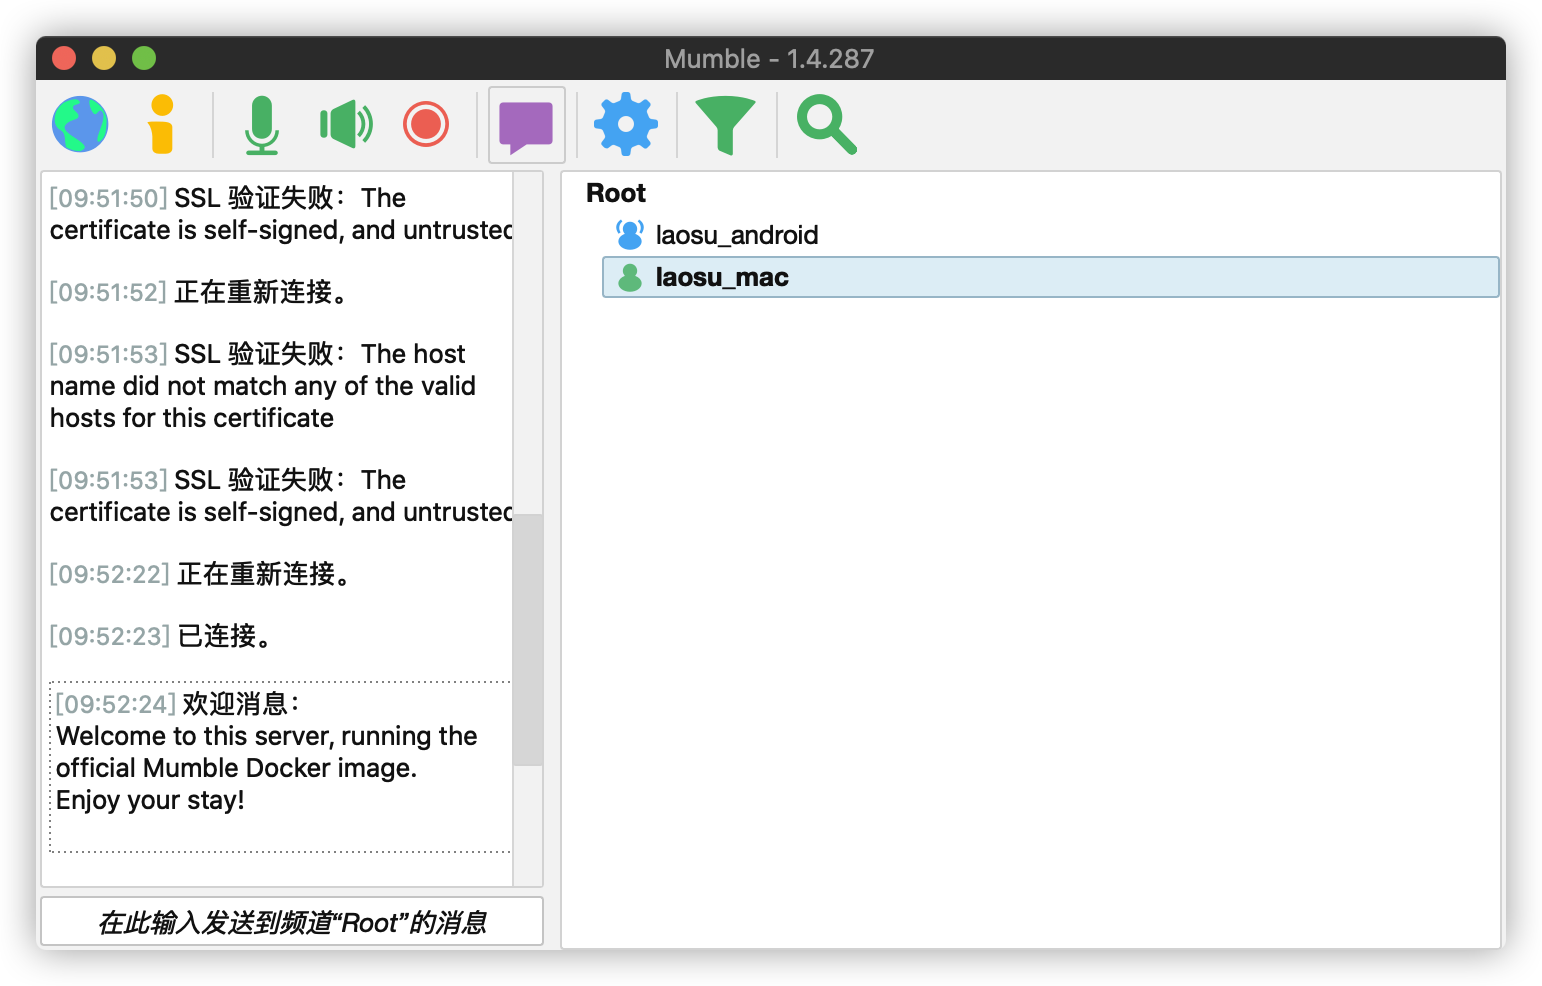 Mumble - 1.4.287
[09:51:50] SSL 验证失败：The
certificate is self-signed, and untrusted
[09:51:52] 正在重新连接。
[09:51:53] SSL 验证失败：The host
name did not match any of the valid
hosts for this certificate
[09:51:53] SSL 验证失败：The
certificate is self-signed, and untrusted
[09:52:22] 正在重新连接。
[09:52:23] 已连接。
[09:52:24] 欢迎消息：
Welcome to this server, running the
official Mumble Docker image.
Enjoy your stay!
在此输入发送到频道“Root”的消息
Root
laosu_android
laosu_mac